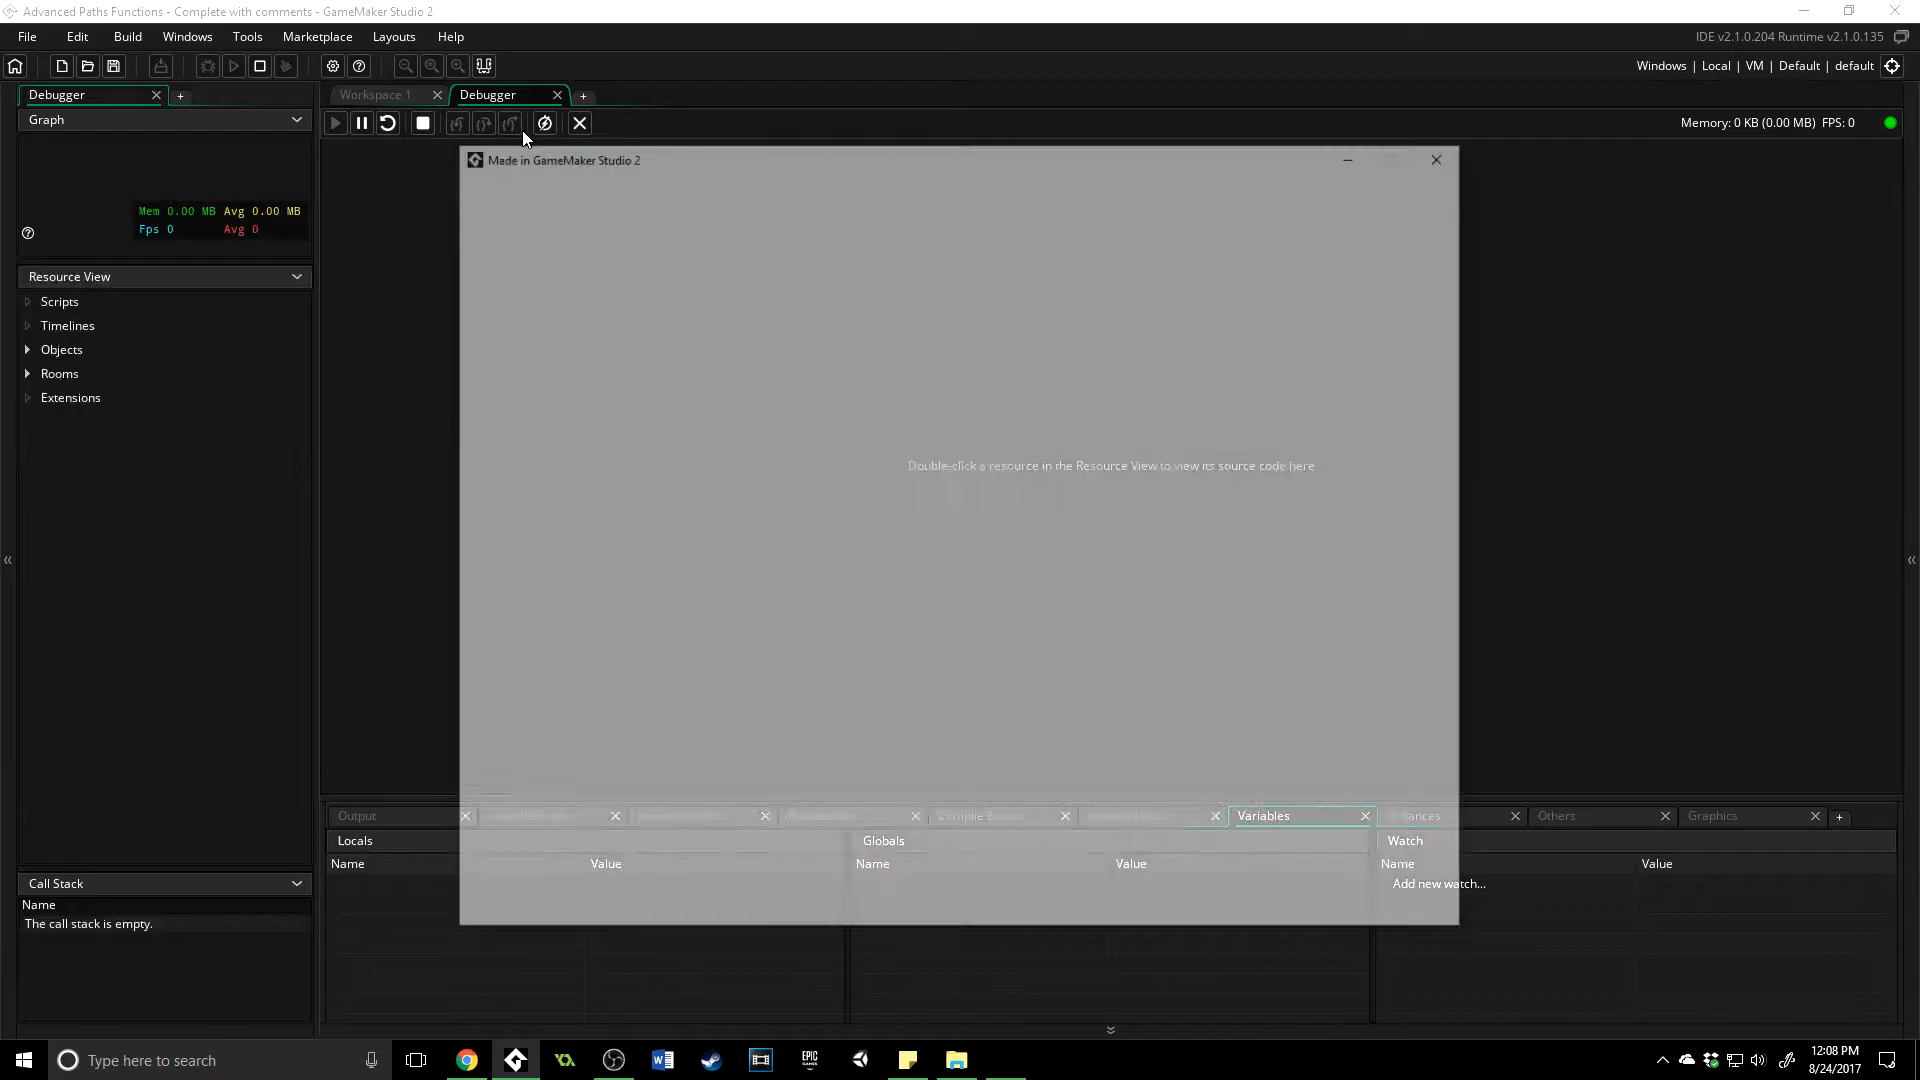 Advanced Paths Functions - Complete with comments - GameMaker Studio 2
File Edit Build Windows Tools Marketplace Layouts Help
IDE v2.1.0.204 Runtime v2.1.0.135
Windows | Local | VM | Default | default
Debugger
Workspace 1
Debugger
Graph
Memory: 0 KB (0.00 MB) FPS: 0
Made in GameMaker Studio 2
Mem 0.00 MB Avg 0.00 MB
Fps 0 Avg 0
Resource View
Scripts
Timelines
Objects
Rooms
Extensions
Double-click a resource in the Resource View to view its source code here
Output
Variables
Others
Graphics
Locals
Globals
Watch
Name Value
Name Value
Name Value
Add new watch...
Call Stack
Name
The call stack is empty.
Type here to search
EPIC GAMES
12:08 PM
8/24/2017